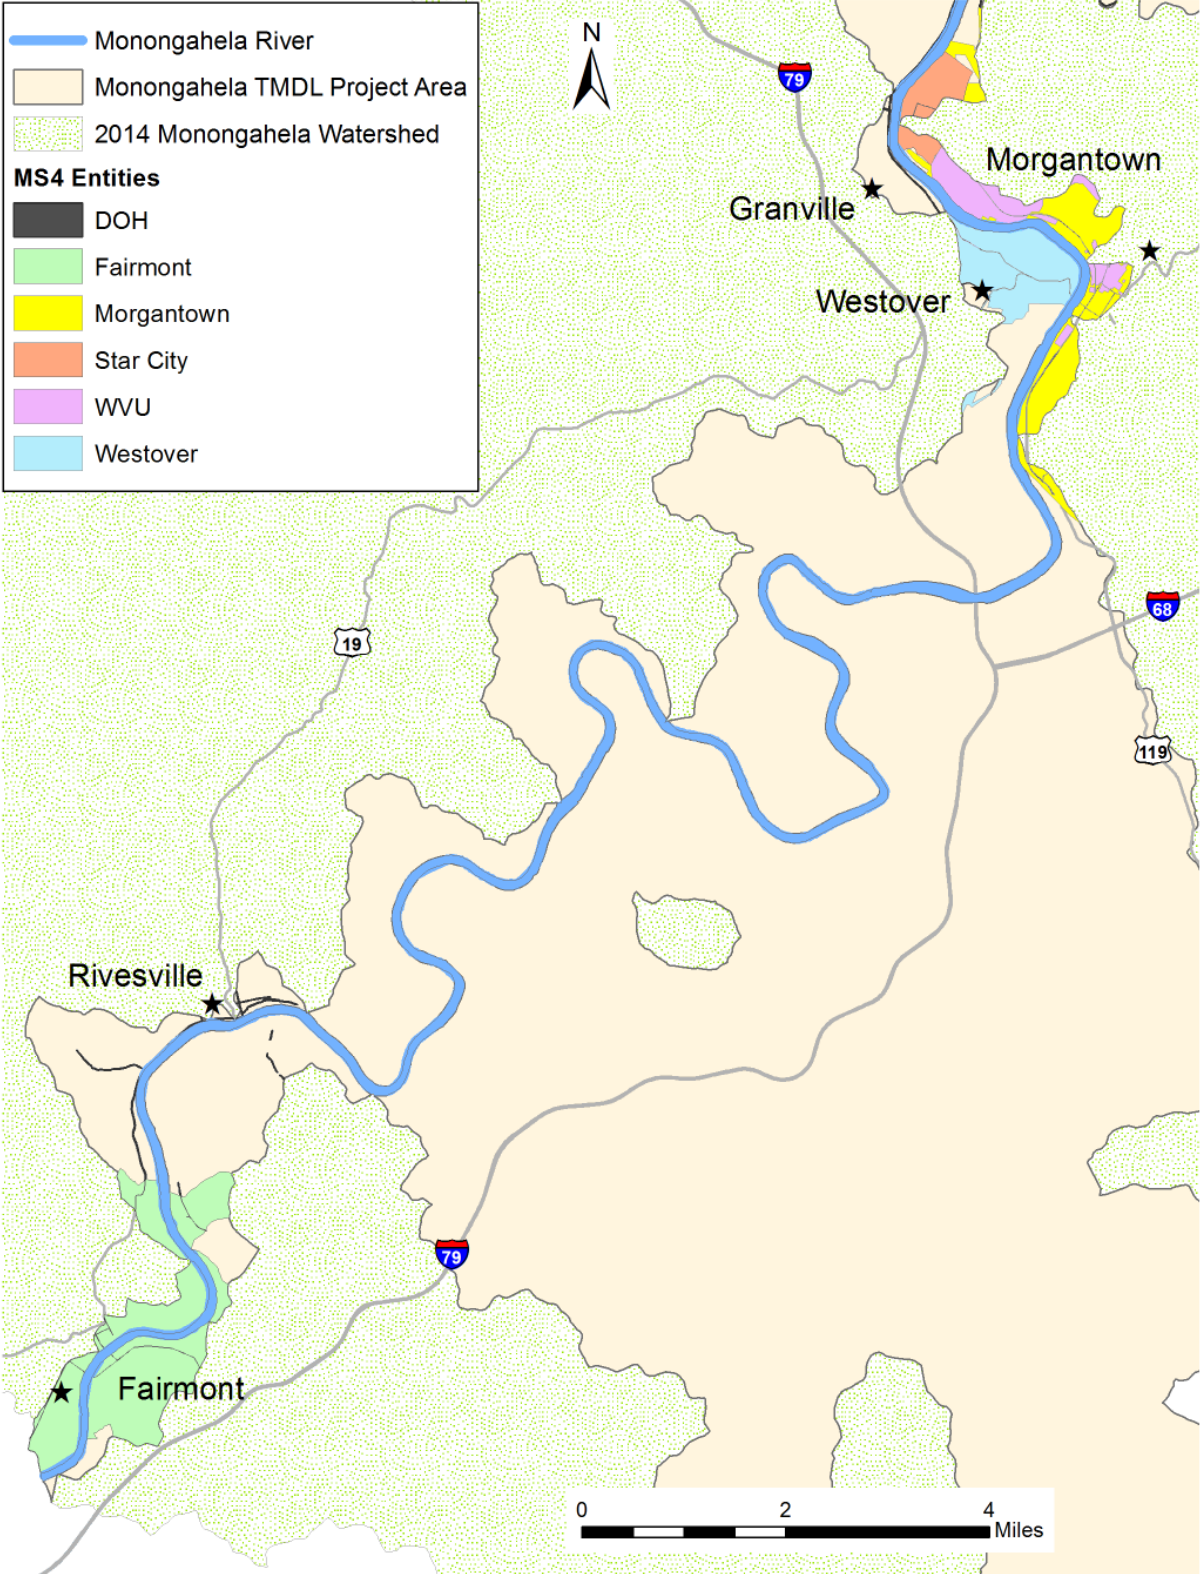 Monongahela River
Monongahela TMDL Project Area
2014 Monongahela Watershed
MS4 Entities
DOH
Fairmont
Morgantown
Star City
WVU
Westover
N
79
Morgantown
Granville
Westover
68
19
119
Rivesville
79
Fairmont
0 2 4
Miles